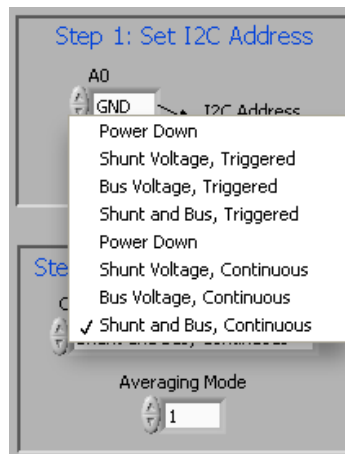 Step 1: Set I2C Address
A0
GND
I2C Address
Power Down
Shunt Voltage, Triggered
Bus Voltage, Triggered
Shunt and Bus, Triggered
Power Down
Shunt Voltage, Continuous
Bus Voltage, Continuous
✓ Shunt and Bus, Continuous
Ste
Averaging Mode
1